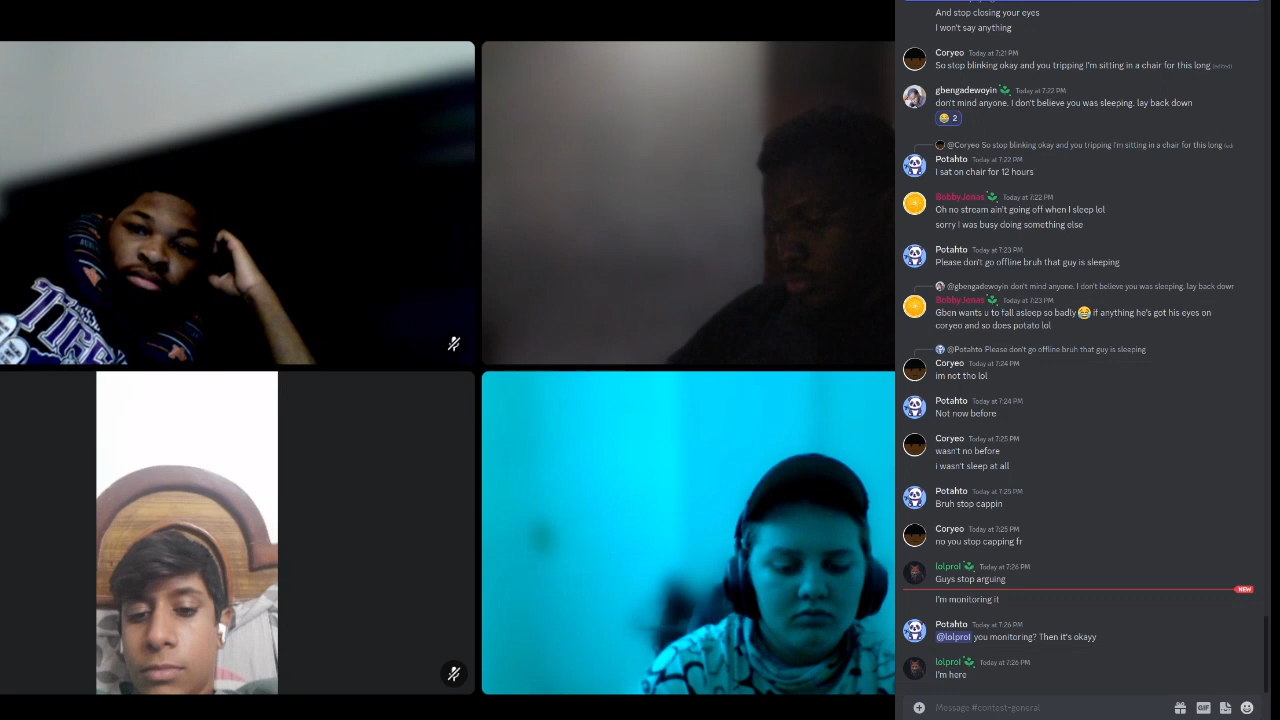 And stop closing your eyes
I won't say anything
Coryeo Today at 7:21 PM
So stop blinking okay and you tripping I'm sitting in a chair for this long (edited)
gbengadewoyin Today at 7:22 PM
don't mind anyone, I don't believe you was sleeping, lay back down
😂 2
@Coryeo So stop blinking okay and you tripping I'm sitting in a chair for this long
Potahto Today at 7:22 PM
I sat on chair for 12 hours
BobbyJonas Today at 7:22 PM
Oh no stream ain't going off when I sleep lol
sorry I was busy doing something else
Potahto Today at 7:23 PM
Please don't go offline bruh that guy is sleeping
@gbengadewoyin don't mind anyone, I don't believe you was sleeping, lay back down
BobbyJonas Today at 7:23 PM
Gben wants u to fall asleep so badly 😂 if anything he's got his eyes on
coryeo and so does potato lol
@Potahto Please don't go offline bruh that guy is sleeping
Coryeo Today at 7:24 PM
im not tho lol
Potahto Today at 7:24 PM
Not now before
Coryeo Today at 7:25 PM
wasn't no before
i wasn't sleep at all
Potahto Today at 7:25 PM
Bruh stop cappin
Coryeo Today at 7:25 PM
no you stop capping fr
lolprol Today at 7:26 PM
Guys stop arguing
NEW
I'm monitoring it
Potahto Today at 7:26 PM
@lolprol you monitoring? Then it's okayy
lolprol Today at 7:26 PM
I'm here
Message #contest-general
GIF